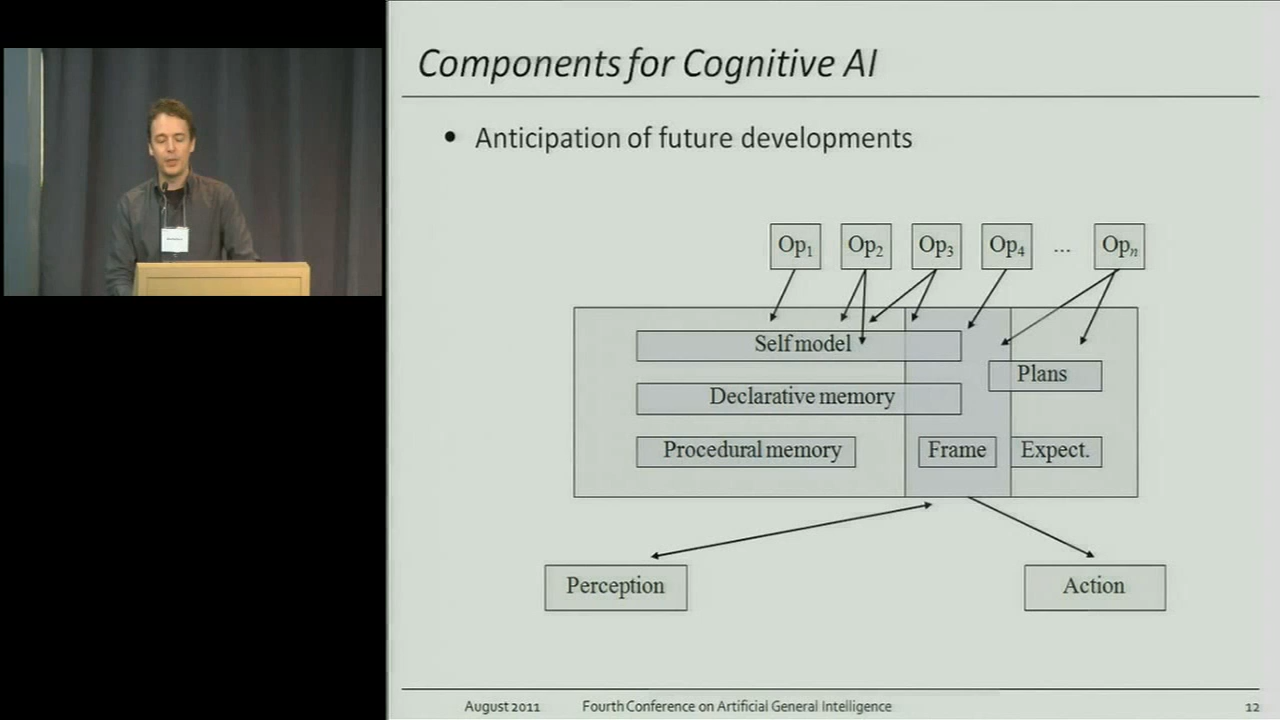 Components for Cognitive AI
• Anticipation of future developments
Op1 Op2 Op3 Op4 ... Opn
Self model
Plans
Declarative memory
Procedural memory Frame Expect.
Perception Action
August 2011 Fourth Conference on Artificial General Intelligence 12